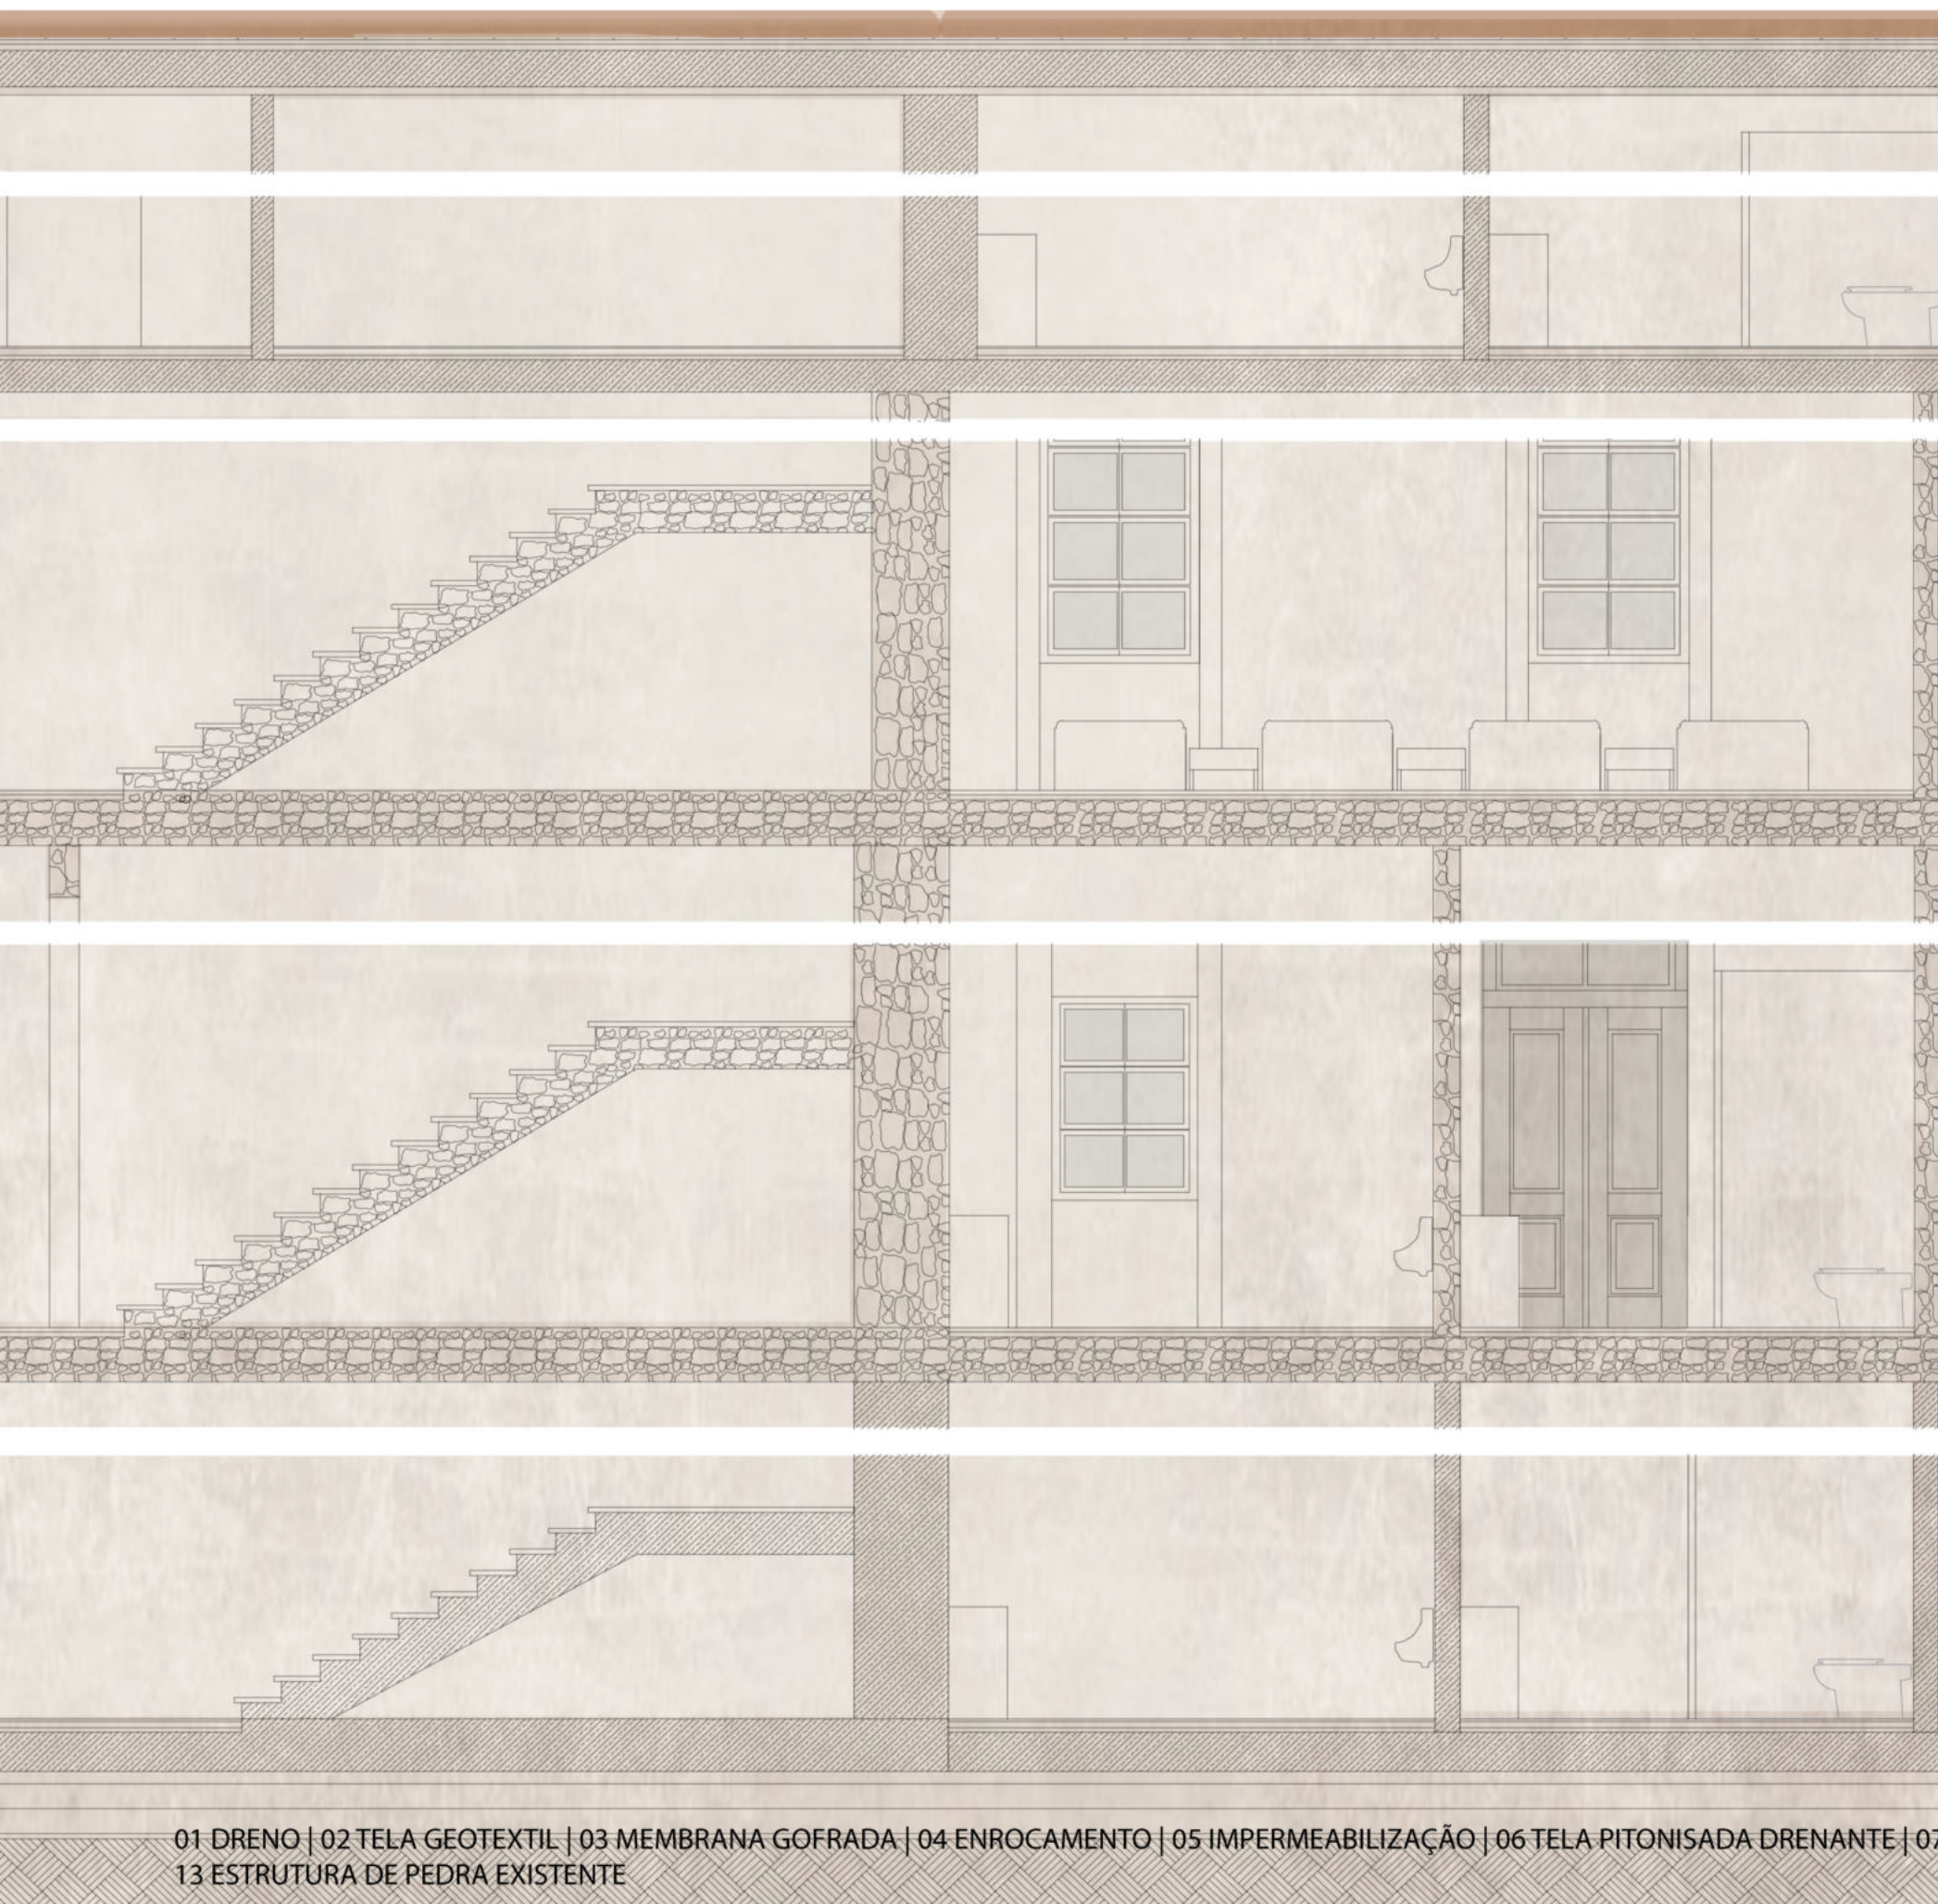 01 DRENO | 02 TELA GEOTEXTIL | 03 MEMBRANA GOFRADA | 04 ENROCAMENTO | 05 IMPERMEABILIZAÇÃO | 06 TELA PITONISADA DRENANTE | 07
13 ESTRUTURA DE PEDRA EXISTENTE